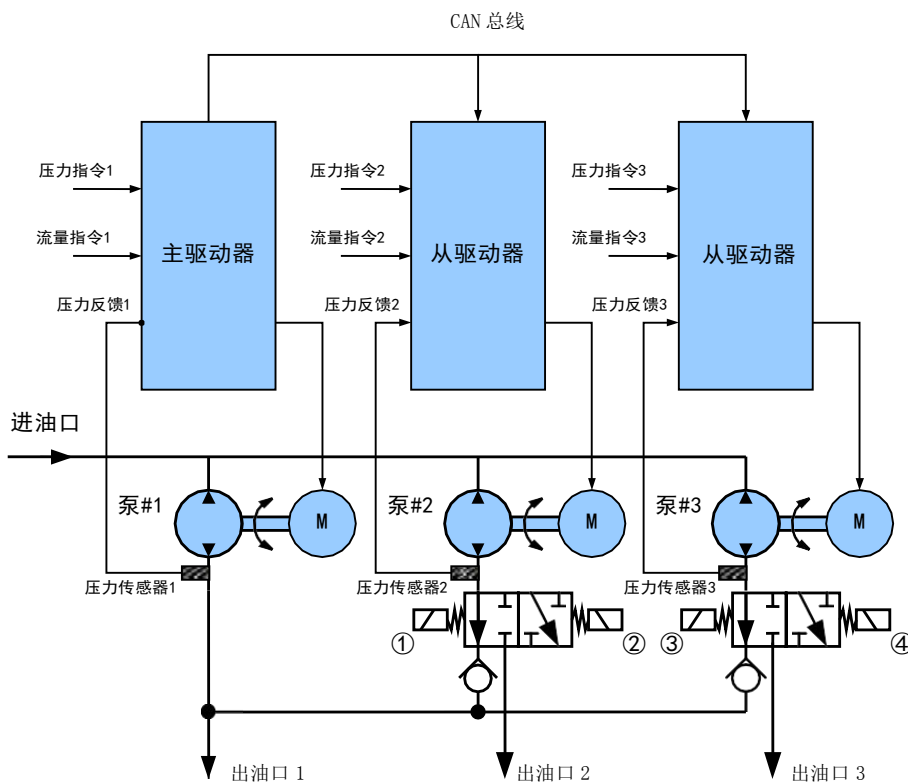 CAN 总线
压力指令1
压力指令2
压力指令3
流量指令1
主驱动器
流量指令2
从驱动器
流量指令3
从驱动器
压力反馈1
压力反馈2
压力反馈3
进油口
泵#1
M
泵#2
M
泵#3
M
压力传感器1
压力传感器2
压力传感器3
①
②
③
④
出油口 1
出油口 2
出油口 3